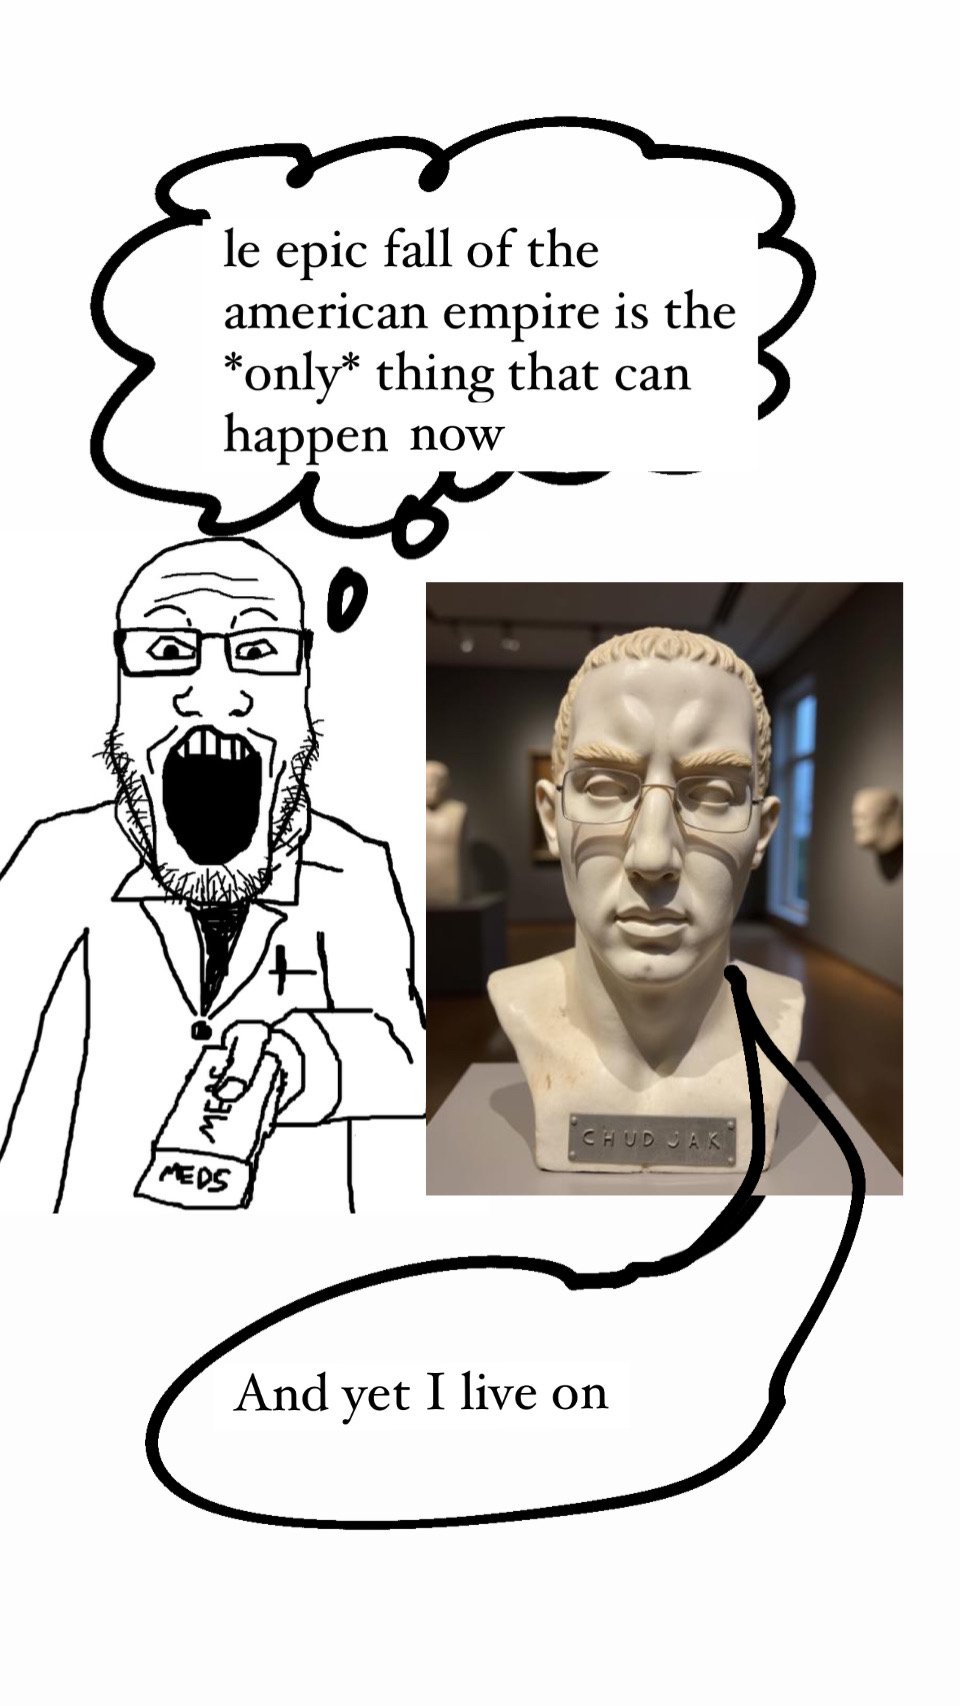 le epic fall of the
american empire is the
*only* thing that can
happen now
MEDS
MEDS
CHUD JAK
And yet I live on